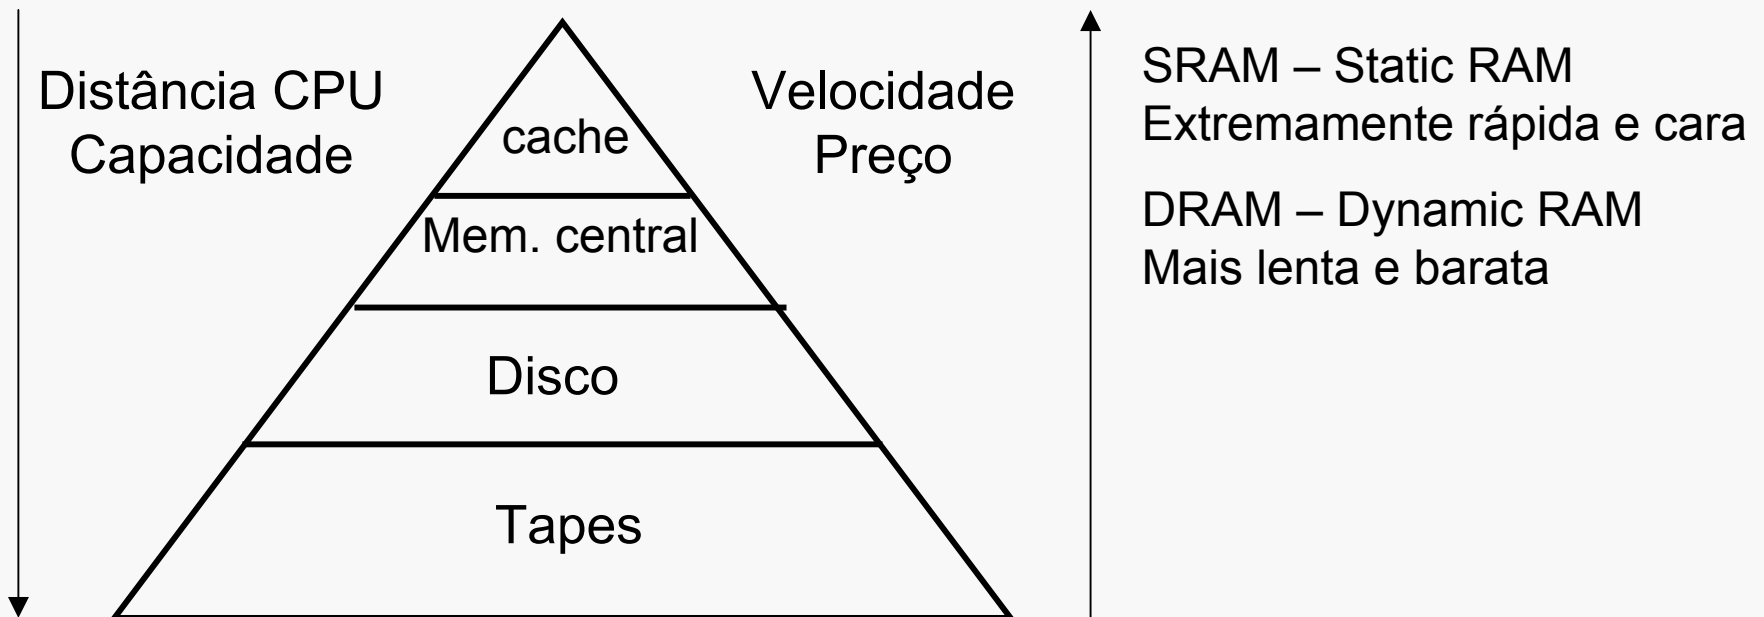 Distância CPU
Capacidade
cache
Mem. central
Disco
Tapes
Velocidade
Preço
SRAM – Static RAM
Extremamente rápida e cara
DRAM – Dynamic RAM
Mais lenta e barata